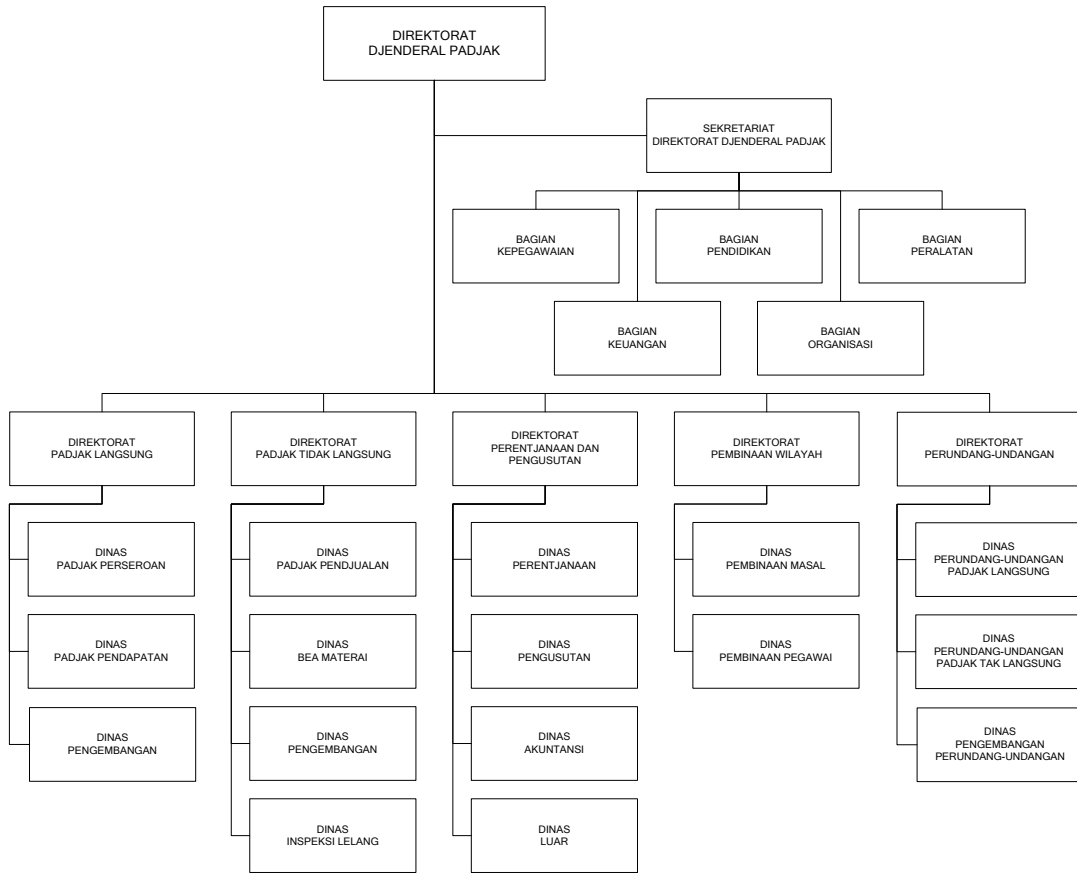 DIREKTORAT
DJENDERAL PADJAK
SEKRETARIAT
DIREKTORAT DJENDERAL PADJAK
BAGIAN
KEPEGAWAIAN
BAGIAN
PENDIDIKAN
BAGIAN
PERALATAN
BAGIAN
KEUANGAN
BAGIAN
ORGANISASI
DIREKTORAT
PADJAK LANGSUNG
DIREKTORAT
PADJAK TIDAK LANGSUNG
DIREKTORAT
PERENTJANAAN DAN
PENGUSUTAN
DIREKTORAT
PEMBINAAN WILAYAH
DIREKTORAT
PERUNDANG-UNDANGAN
DINAS
PADJAK PERSEROAN
DINAS
PADJAK PENDJUALAN
DINAS
PERENTJANAAN
DINAS
PEMBINAAN MASAL
DINAS
PERUNDANG-UNDANGAN
PADJAK LANGSUNG
DINAS
PADJAK PENDAPATAN
DINAS
BEA MATERAI
DINAS
PENGUSUTAN
DINAS
PEMBINAAN PEGAWAI
DINAS
PERUNDANG-UNDANGAN
PADJAK TAK LANGSUNG
DINAS
PENGEMBANGAN
DINAS
PENGEMBANGAN
DINAS
AKUNTANSI
DINAS
PENGEMBANGAN
PERUNDANG-UNDANGAN
DINAS
INSPEKSI LELANG
DINAS
LUAR